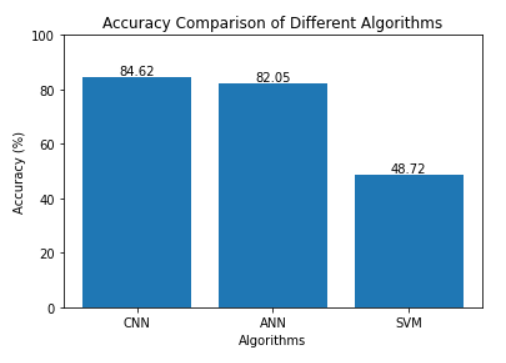 Accuracy Comparison of Different Algorithms
100
80
60
40
20
0
Accuracy (%)
84.62
82.05
48.72
CNN
ANN
SVM
Algorithms